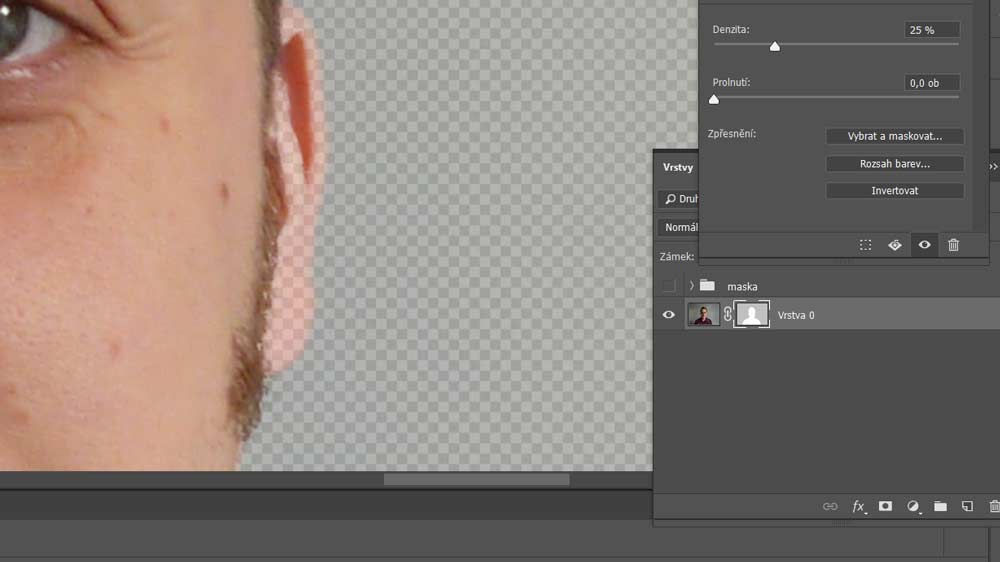 Denzita:
25 %
Prolnutí:
0,0 ob
Zpřesnění:
Vybrat a maskovat...
Rozsah barev...
Invertovat
Vrstvy
Druh
Normál
Zámek:
maska
Vrstva 0
fx